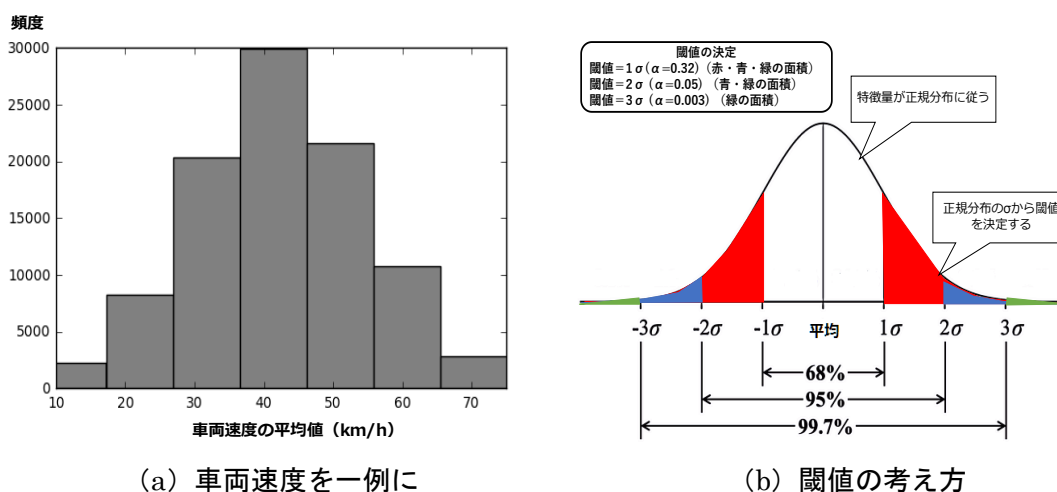 頻度
30000
25000
20000
15000
10000
5000
0
10 20 30 40 50 60 70
車両速度の平均値（km/h）
（a）車両速度を一例に
閾値の決定
閾値＝1σ(α=0.32)（赤・青・緑の面積）
閾値＝2σ（α=0.05)（青・緑の面積）
閾値＝3σ（α=0.003)（緑の面積）
特徴量が正規分布に従う
正規分布のσから閾値
を決定する
-3σ -2σ -1σ 平均 1σ 2σ 3σ
68%
95%
99.7%
（b）閾値の考え方